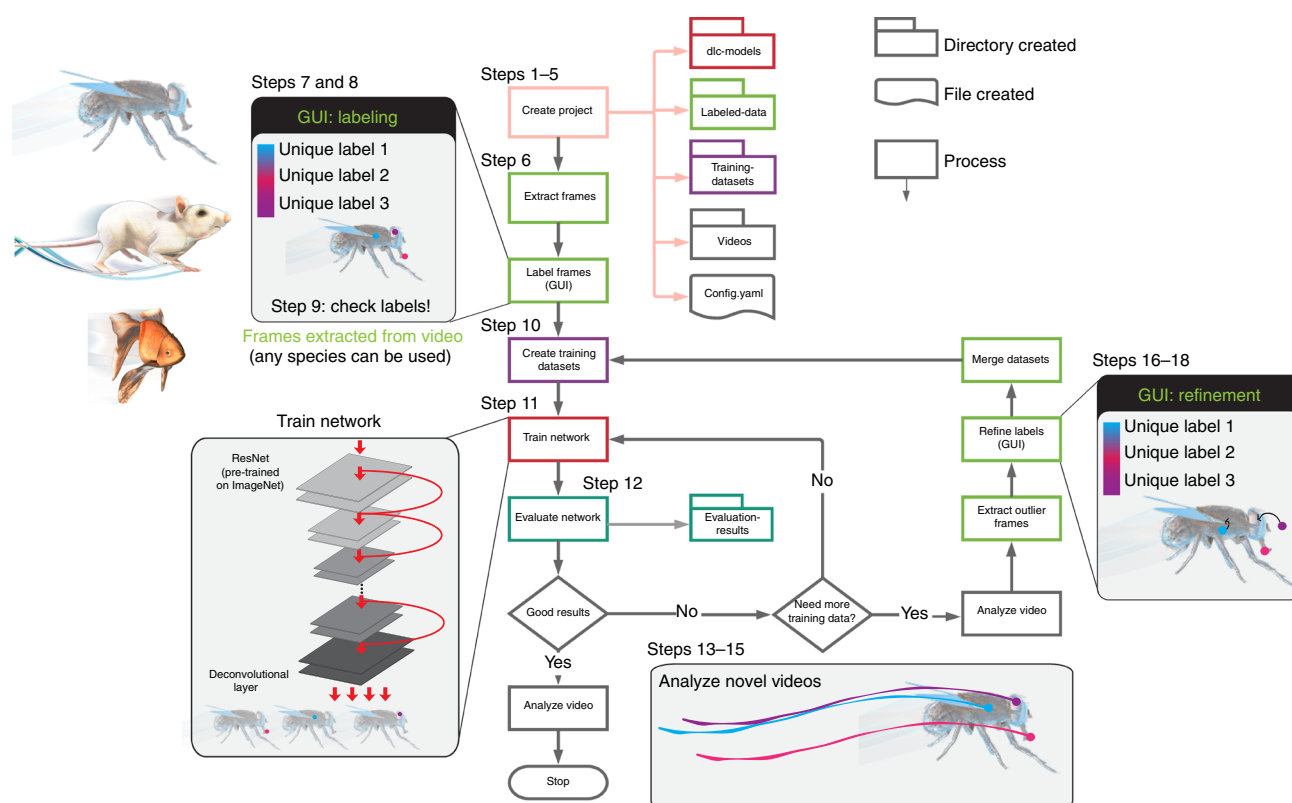 Steps 7 and 8
GUI: labeling
Unique label 1
Unique label 2
Unique label 3
Step 9: check labels!
Frames extracted from video
(any species can be used)
Steps 1–5
Create project
Step 6
Extract frames
Label frames
(GUI)
Step 10
Create training
datasets
Step 11
Train network
Step 12
Evaluate network
Good results
Yes
Analyze video
Stop
dlc-models
Labeled-data
Training-
datasets
Videos
Config.yaml
Directory created
File created
Process
Evaluation-
results
No
Need more
training data?
No
Yes
Analyze video
Extract outlier
frames
Refine labels
(GUI)
Merge datasets
Steps 16–18
GUI: refinement
Unique label 1
Unique label 2
Unique label 3
Train network
ResNet
(pre-trained
on ImageNet)
Deconvolutional
layer
Steps 13–15
Analyze novel videos